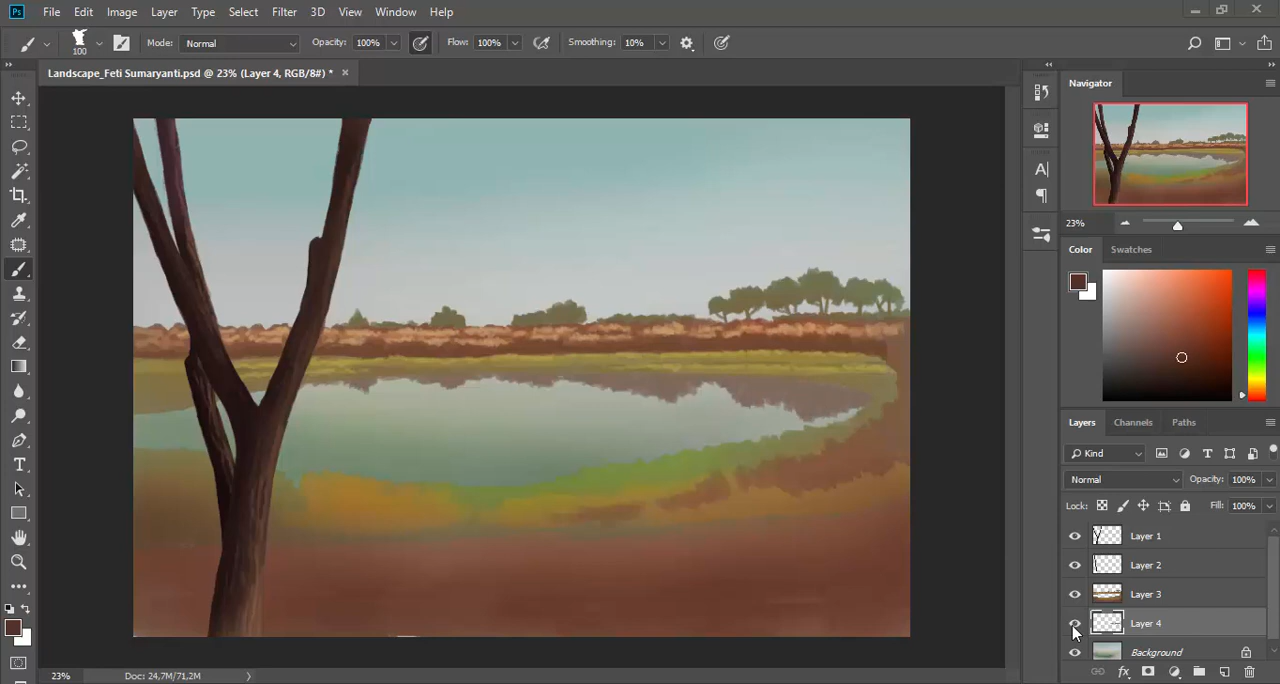 Ps File Edit Image Layer Type Select Filter 3D View Window Help
100 Mode: Normal Opacity: 100% Flow: 100% Smoothing: 10%
Landscape_Feti Sumaryanti.psd @ 23% (Layer 4, RGB/8#) *
Navigator
23%
Color Swatches
Layers Channels Paths
Kind
Normal Opacity: 100%
Lock: Fill: 100%
Layer 1
Layer 2
Layer 3
Layer 4
Background
23% Doc: 24,7M/71,2M